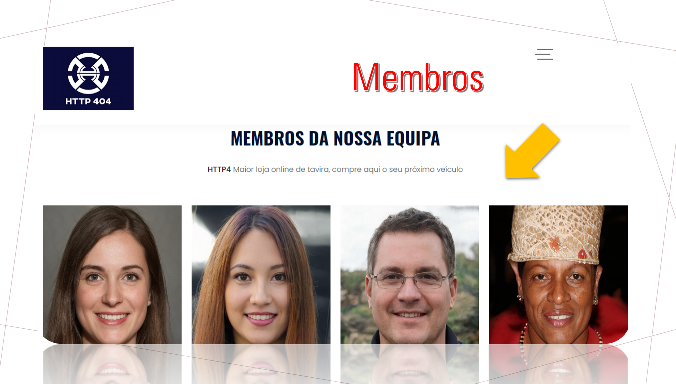 HTTP 404
Membros
MEMBROS DA NOSSA EQUIPA
HTTP4 Maior loja online de tavira, compre aqui o seu próximo veiculo